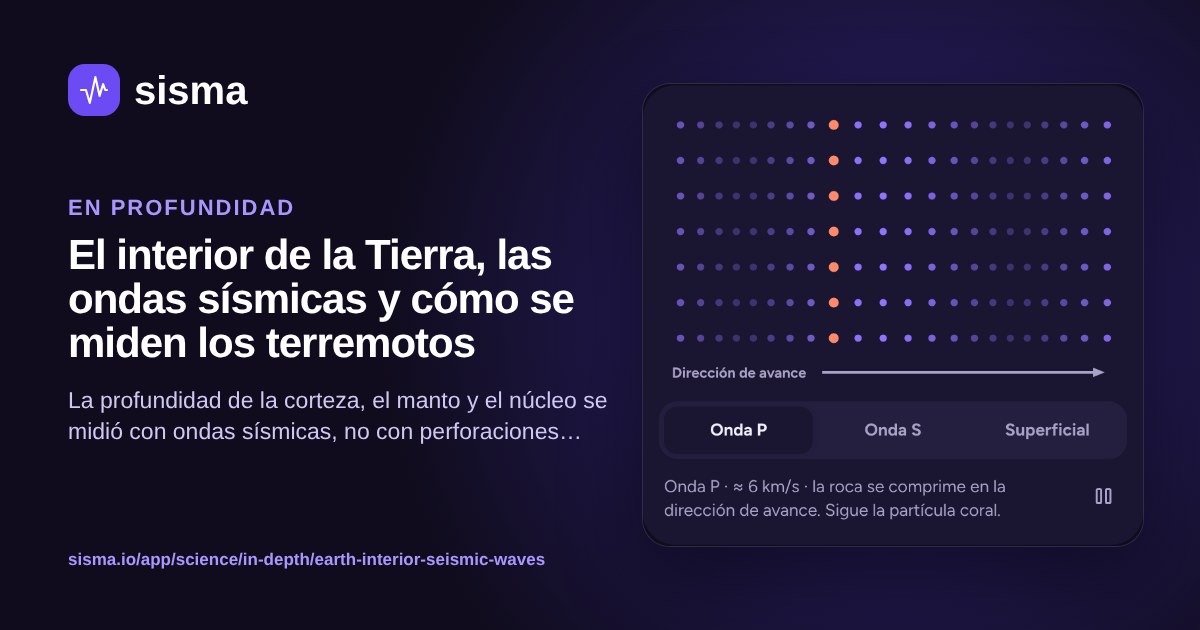 sisma
EN PROFUNDIDAD
El interior de la Tierra, las
ondas sísmicas y cómo se
miden los terremotos
La profundidad de la corteza, el manto y el núcleo se
midió con ondas sísmicas, no con perforaciones…
sisma.io/app/science/in-depth/earth-interior-seismic-waves
Dirección de avance
Onda P
Onda S
Superficial
Onda P · ≈ 6 km/s · la roca se comprime en la
dirección de avance. Sigue la partícula coral.